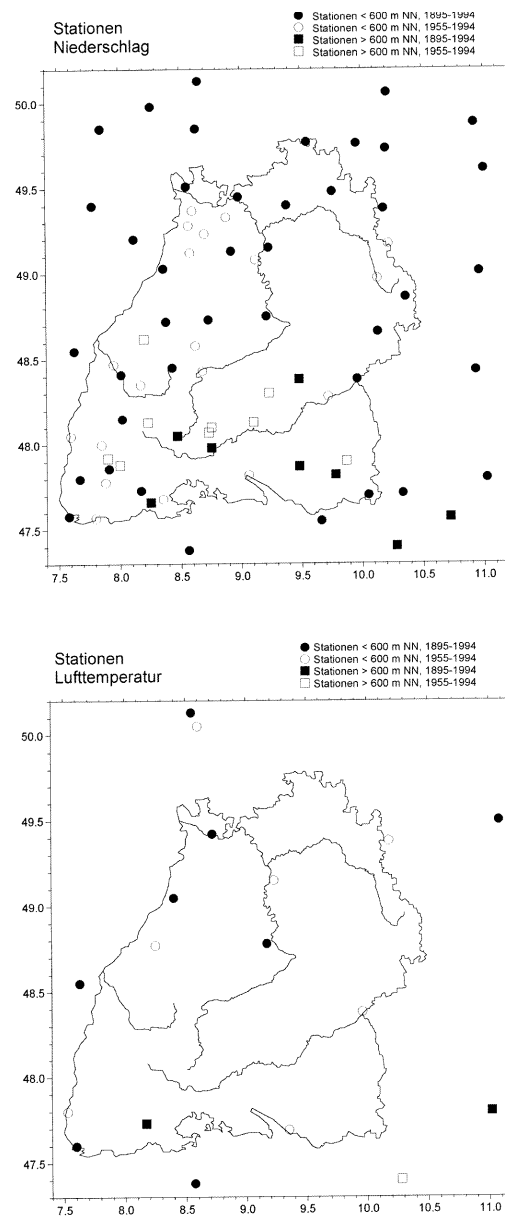 Stationen
Niederschlag
Stationen < 600 m NN, 1895-1994
Stationen < 600 m NN, 1955-1994
Stationen > 600 m NN, 1895-1994
Stationen > 600 m NN, 1955-1994
50.0
49.5
49.0
48.5
48.0
47.5
7.5 8.0 8.5 9.0 9.5 10.0 10.5 11.0
Stationen
Lufttemperatur
Stationen < 600 m NN, 1895-1994
Stationen < 600 m NN, 1955-1994
Stationen > 600 m NN, 1895-1994
Stationen > 600 m NN, 1955-1994
50.0
49.5
49.0
48.5
48.0
47.5
7.5 8.0 8.5 9.0 9.5 10.0 10.5 11.0